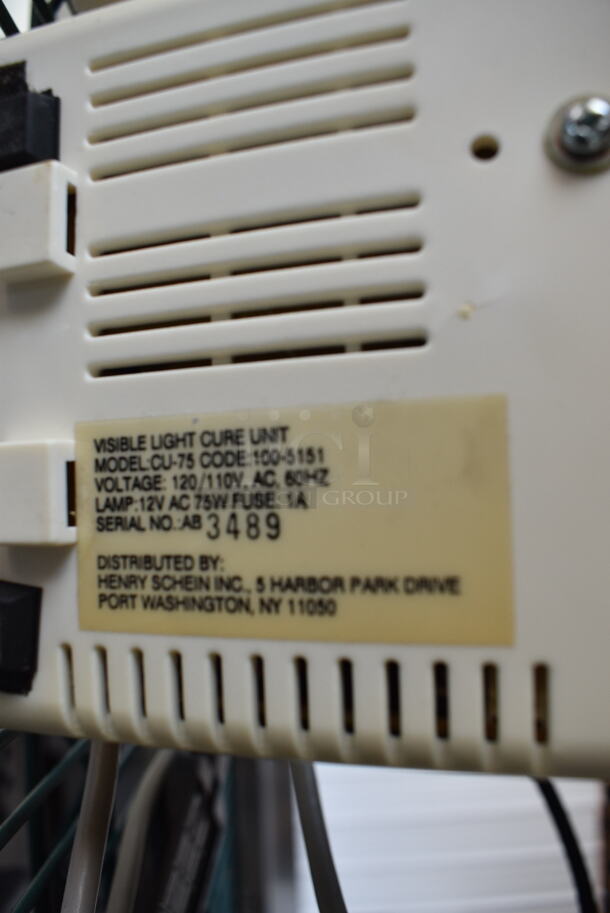 VISIBLE LIGHT CURE UNIT
MODEL:CU-75 CODE:100-5151
VOLTAGE: 120/110V, AC, 60HZ
LAMP:12V AC 75W FUSE:1A
SERIAL NO.:AB 3489
DISTRIBUTED BY:
HENRY SCHEIN INC., 5 HARBOR PARK DRIVE
PORT WASHINGTON, NY 11050
GROUP